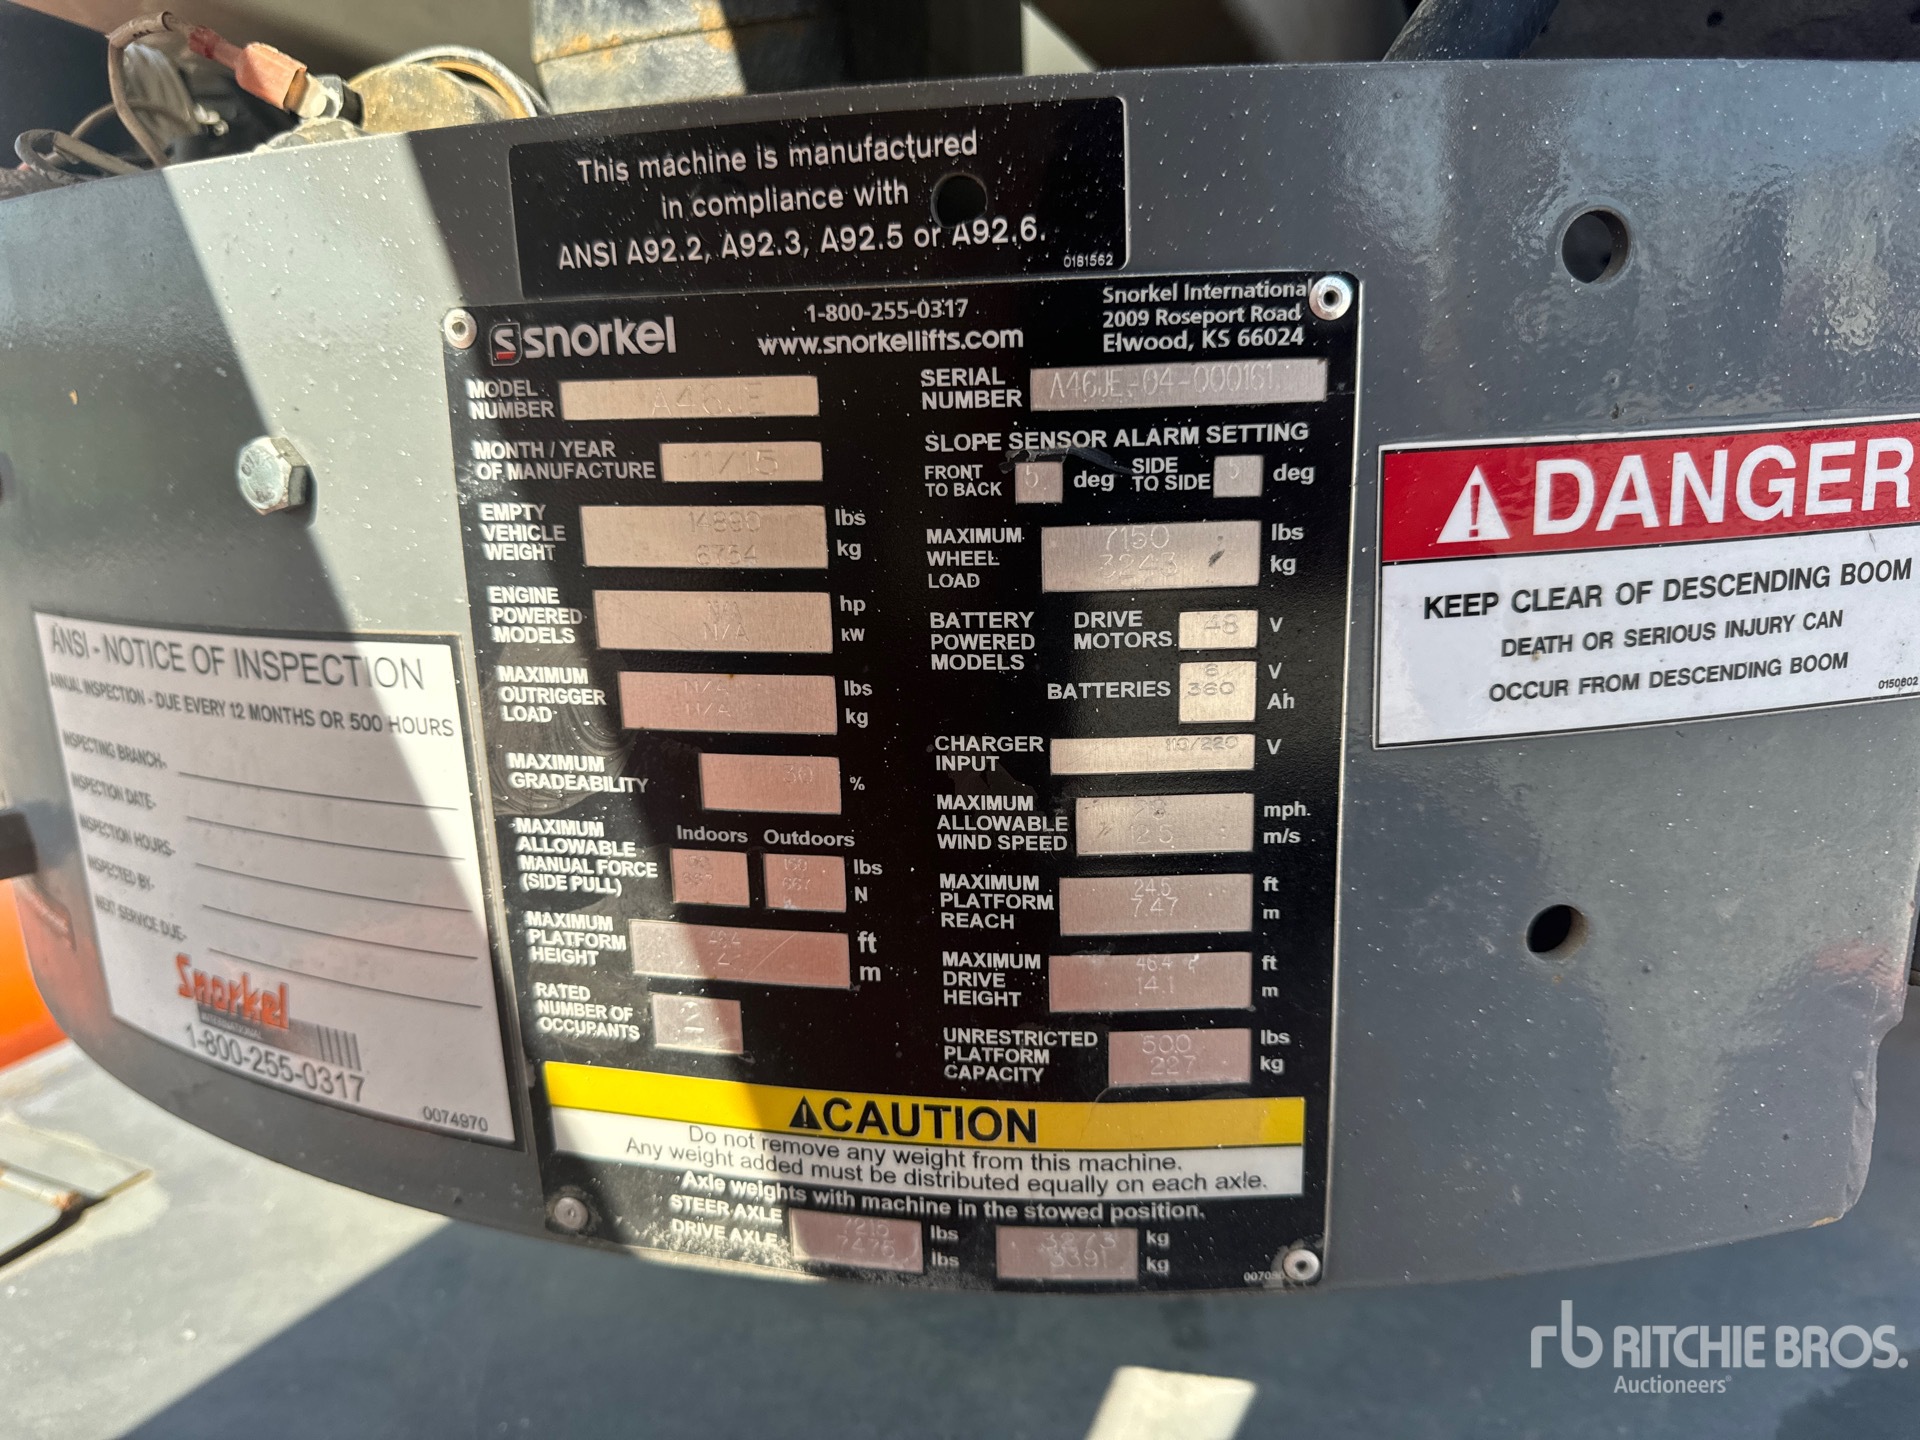 This machine is manufactured
in compliance with
ANSI A92.2, A92.3, A92.5 or A92.6.
0181562
snorkel
1-800-255-0317
www.snorkellifts.com
Snorkel International
2009 Roseport Road
Elwood, KS 66024
MODEL
NUMBER
A46JE
MONTH / YEAR
OF MANUFACTURE
11/15
EMPTY
VEHICLE
WEIGHT
14890 lbs
6754 kg
ENGINE
POWERED
MODELS
N/A hp
N/A kW
MAXIMUM
OUTRIGGER
LOAD
N/A lbs
N/A kg
MAXIMUM
GRADEABILITY
30 %
MAXIMUM
ALLOWABLE
MANUAL FORCE
(SIDE PULL)
Indoors Outdoors
150 lbs
667 N
MAXIMUM
PLATFORM
HEIGHT
ft
m
RATED
NUMBER OF
OCCUPANTS
2
SERIAL
NUMBER
A46JE-04-000161
SLOPE SENSOR ALARM SETTING
FRONT
TO BACK
5 deg
SIDE
TO SIDE
5 deg
MAXIMUM
WHEEL
LOAD
7150 lbs
3243 kg
BATTERY
POWERED
MODELS
DRIVE
MOTORS
48 V
BATTERIES
V
380 Ah
CHARGER
INPUT
110/220 V
MAXIMUM
ALLOWABLE
WIND SPEED
28 mph.
12.5 m/s
MAXIMUM
PLATFORM
REACH
24.5 ft
7.47 m
MAXIMUM
DRIVE
HEIGHT
46.4 ft
14.1 m
UNRESTRICTED
PLATFORM
CAPACITY
500 lbs
227 kg
CAUTION
Do not remove any weight from this machine.
Any weight added must be distributed equally on each axle.
Axle weights with machine in the stowed position.
STEER AXLE 7215 lbs 3273 kg
DRIVE AXLE 7475 lbs 3391 kg
ANSI - NOTICE OF INSPECTION
ANNUAL INSPECTION - DUE EVERY 12 MONTHS OR 500 HOURS
INSPECTING BRANCH-
INSPECTION DATE-
INSPECTION HOURS-
INSPECTED BY-
NEXT SERVICE DUE-
Snorkel
INTERNATIONAL
1-800-255-0317
0074970
DANGER
KEEP CLEAR OF DESCENDING BOOM
DEATH OR SERIOUS INJURY CAN
OCCUR FROM DESCENDING BOOM
0150802
rb RITCHIE BROS.
Auctioneers